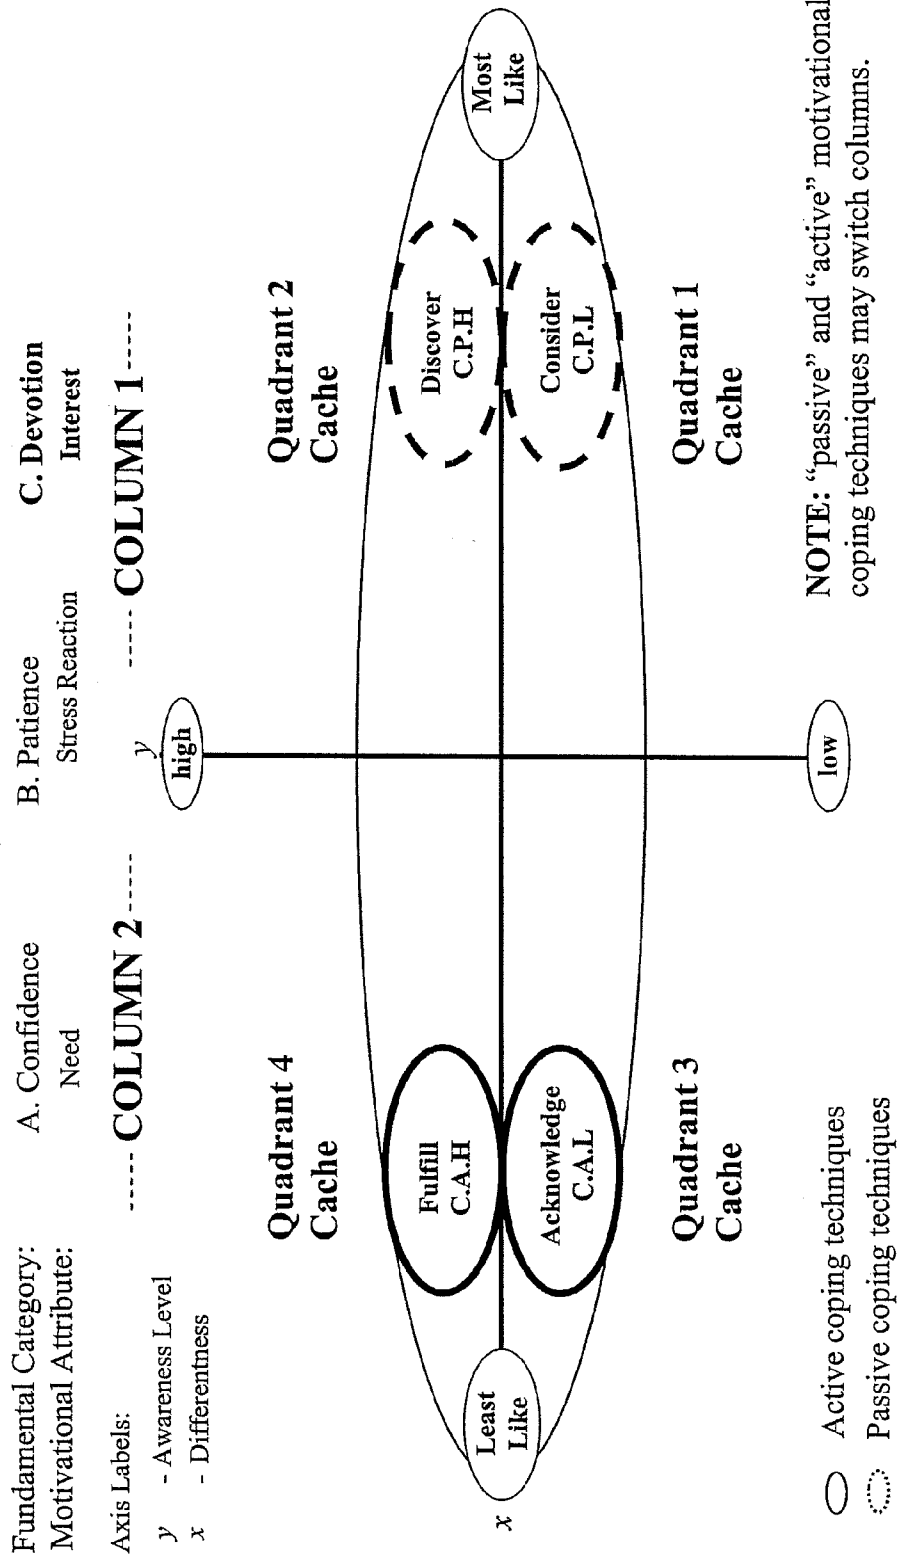 Fundamental Category: A. Confidence B. Patience C. Devotion
Motivational Attribute: Need Stress Reaction Interest
Axis Labels:
y - Awareness Level
x - Differentness
----- COLUMN 2 ----- ----- COLUMN 1 ----
y
high
Quadrant 4
Cache
Quadrant 2
Cache
Fulfill
C.A.H
Discover
C.P.H
x
Least
Like
Most
Like
Acknowledge
C.A.L
Consider
C.P.L
Quadrant 3
Cache
Quadrant 1
Cache
low
Active coping techniques
Passive coping techniques
NOTE: “passive” and “active” motivational
coping techniques may switch columns.